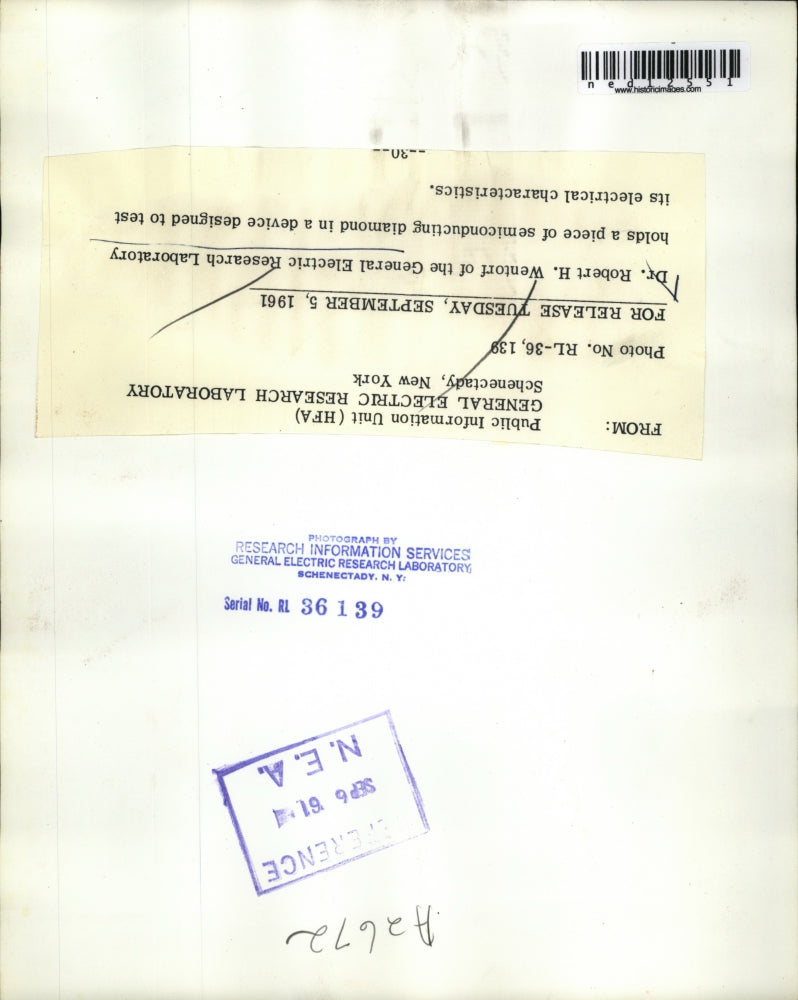 ned12551
www.historicimages.com
FROM: Public Information Unit (HFA)
GENERAL ELECTRIC RESEARCH LABORATORY
Schenectady, New York
Photo No. RL-36,139
FOR RELEASE TUESDAY, SEPTEMBER 5, 1961
Dr. Robert H. Wentorf of the General Electric Research Laboratory
holds a piece of semiconducting diamond in a device designed to test
its electrical characteristics.
--30--
PHOTOGRAPH BY
RESEARCH INFORMATION SERVICES
GENERAL ELECTRIC RESEARCH LABORATORY
SCHENECTADY, N. Y.
Serial No. RL 36139
REFERENCE
SEP 6 '61
N.E.A.
A2672